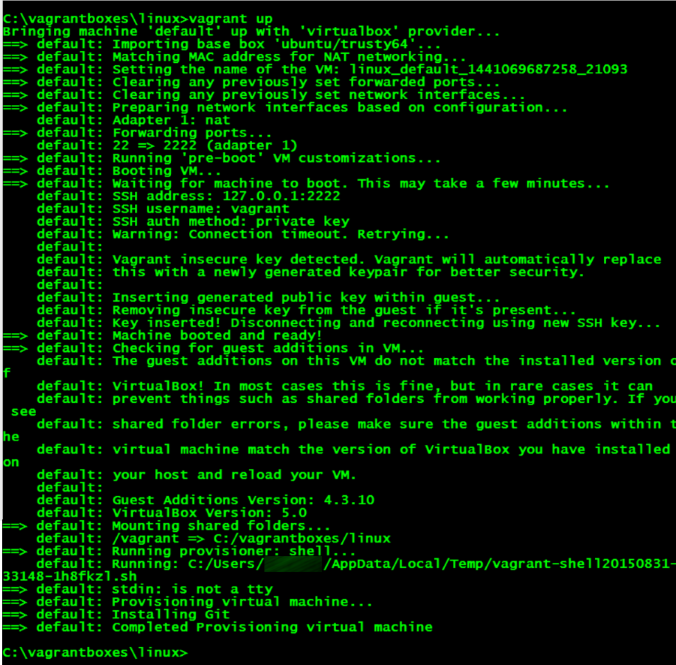 C:\vagrantboxes\linux>vagrant up
Bringing machine 'default' up with 'virtualbox' provider...
==> default: Importing base box 'ubuntu/trusty64'...
==> default: Matching MAC address for NAT networking...
==> default: Setting the name of the VM: linux_default_1441069687258_21093
==> default: Clearing any previously set forwarded ports...
==> default: Clearing any previously set network interfaces...
==> default: Preparing network interfaces based on configuration...
    default: Adapter 1: nat
==> default: Forwarding ports...
    default: 22 => 2222 (adapter 1)
==> default: Running 'pre-boot' VM customizations...
==> default: Booting VM...
==> default: Waiting for machine to boot. This may take a few minutes...
    default: SSH address: 127.0.0.1:2222
    default: SSH username: vagrant
    default: SSH auth method: private key
    default: Warning: Connection timeout. Retrying...
    default:
    default: Vagrant insecure key detected. Vagrant will automatically replace
    default: this with a newly generated keypair for better security.
    default:
    default: Inserting generated public key within guest...
    default: Removing insecure key from the guest if it's present...
    default: Key inserted! Disconnecting and reconnecting using new SSH key...
==> default: Machine booted and ready!
==> default: Checking for guest additions in VM...
    default: The guest additions on this VM do not match the installed version o
f
    default: VirtualBox! In most cases this is fine, but in rare cases it can
    default: prevent things such as shared folders from working properly. If you
 see
    default: shared folder errors, please make sure the guest additions within t
he
    default: virtual machine match the version of VirtualBox you have installed
on
    default: your host and reload your VM.
    default:
    default: Guest Additions Version: 4.3.10
    default: VirtualBox Version: 5.0
==> default: Mounting shared folders...
    default: /vagrant => C:/vagrantboxes/linux
==> default: Running provisioner: shell...
    default: Running: C:/Users/ /AppData/Local/Temp/vagrant-shell20150831-
33148-1h8fkzl.sh
==> default: stdin: is not a tty
==> default: Provisioning virtual machine...
==> default: Installing Git
==> default: Completed Provisioning virtual machine
C:\vagrantboxes\linux>